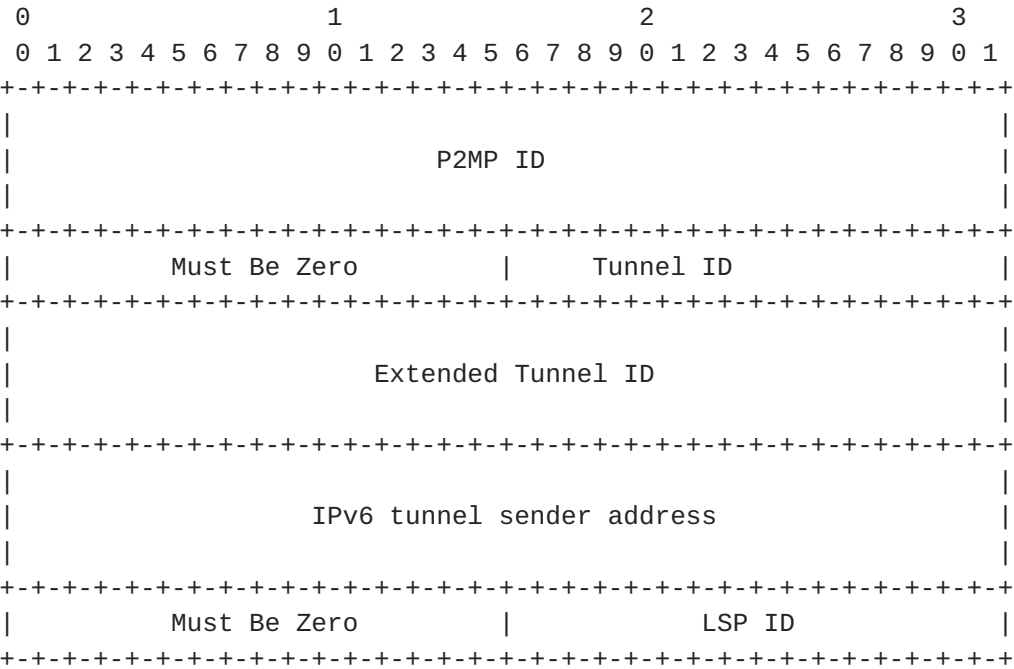 0                   1                   2                   3
 0 1 2 3 4 5 6 7 8 9 0 1 2 3 4 5 6 7 8 9 0 1 2 3 4 5 6 7 8 9 0 1
+-+-+-+-+-+-+-+-+-+-+-+-+-+-+-+-+-+-+-+-+-+-+-+-+-+-+-+-+-+-+-+-+
|                                                               |
|                           P2MP ID                             |
|                                                               |
+-+-+-+-+-+-+-+-+-+-+-+-+-+-+-+-+-+-+-+-+-+-+-+-+-+-+-+-+-+-+-+-+
|          Must Be Zero         |     Tunnel ID                 |
+-+-+-+-+-+-+-+-+-+-+-+-+-+-+-+-+-+-+-+-+-+-+-+-+-+-+-+-+-+-+-+-+
|                                                               |
|                       Extended Tunnel ID                      |
|                                                               |
+-+-+-+-+-+-+-+-+-+-+-+-+-+-+-+-+-+-+-+-+-+-+-+-+-+-+-+-+-+-+-+-+
|                                                               |
|                   IPv6 tunnel sender address                  |
|                                                               |
+-+-+-+-+-+-+-+-+-+-+-+-+-+-+-+-+-+-+-+-+-+-+-+-+-+-+-+-+-+-+-+-+
|          Must Be Zero         |            LSP ID             |
+-+-+-+-+-+-+-+-+-+-+-+-+-+-+-+-+-+-+-+-+-+-+-+-+-+-+-+-+-+-+-+-+